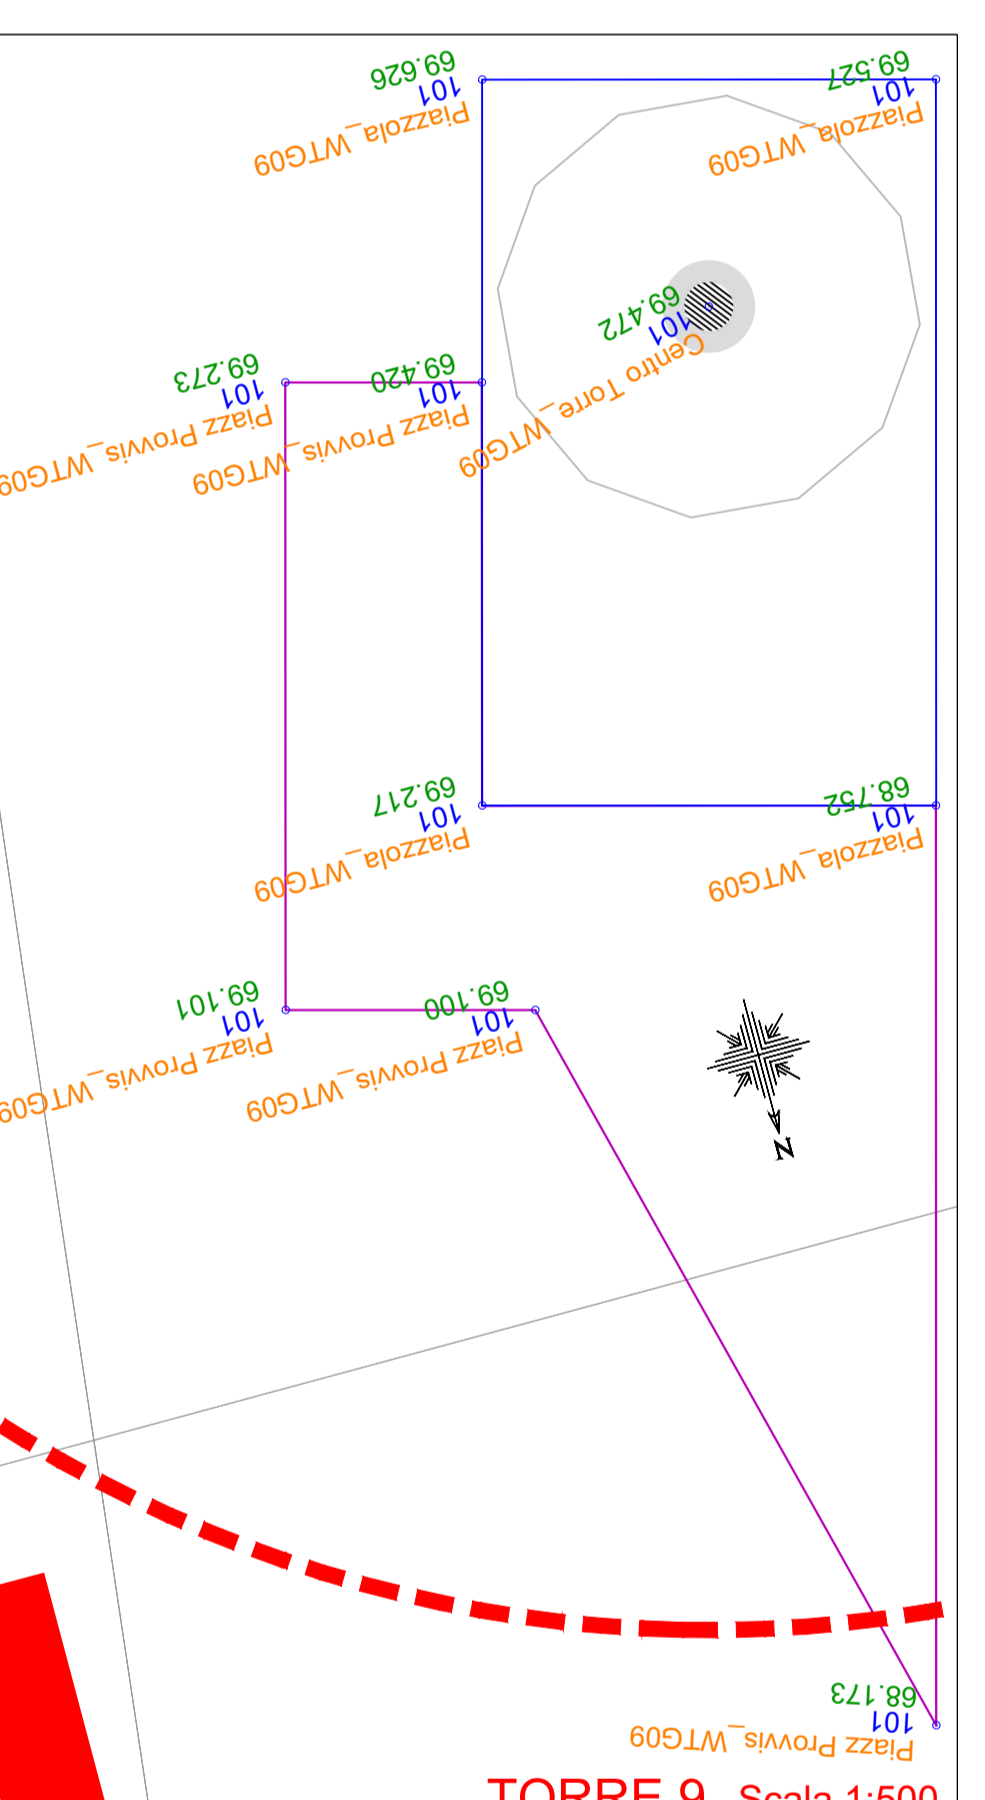 69.626
101
Piazzola_WTG09
69.527
101
Piazzola_WTG09
69.472
101
Centro Torre_WTG09
69.273
101
Piazz Provvis_WTG09
69.420
101
Piazz Provvis_WTG09
69.217
101
Piazzola_WTG09
68.752
101
Piazzola_WTG09
69.101
101
Piazz Provvis_WTG09
69.100
101
Piazz Provvis_WTG09
N
68.173
101
Piazz Provvis_WTG09
TORRE 9 Scala 1:500